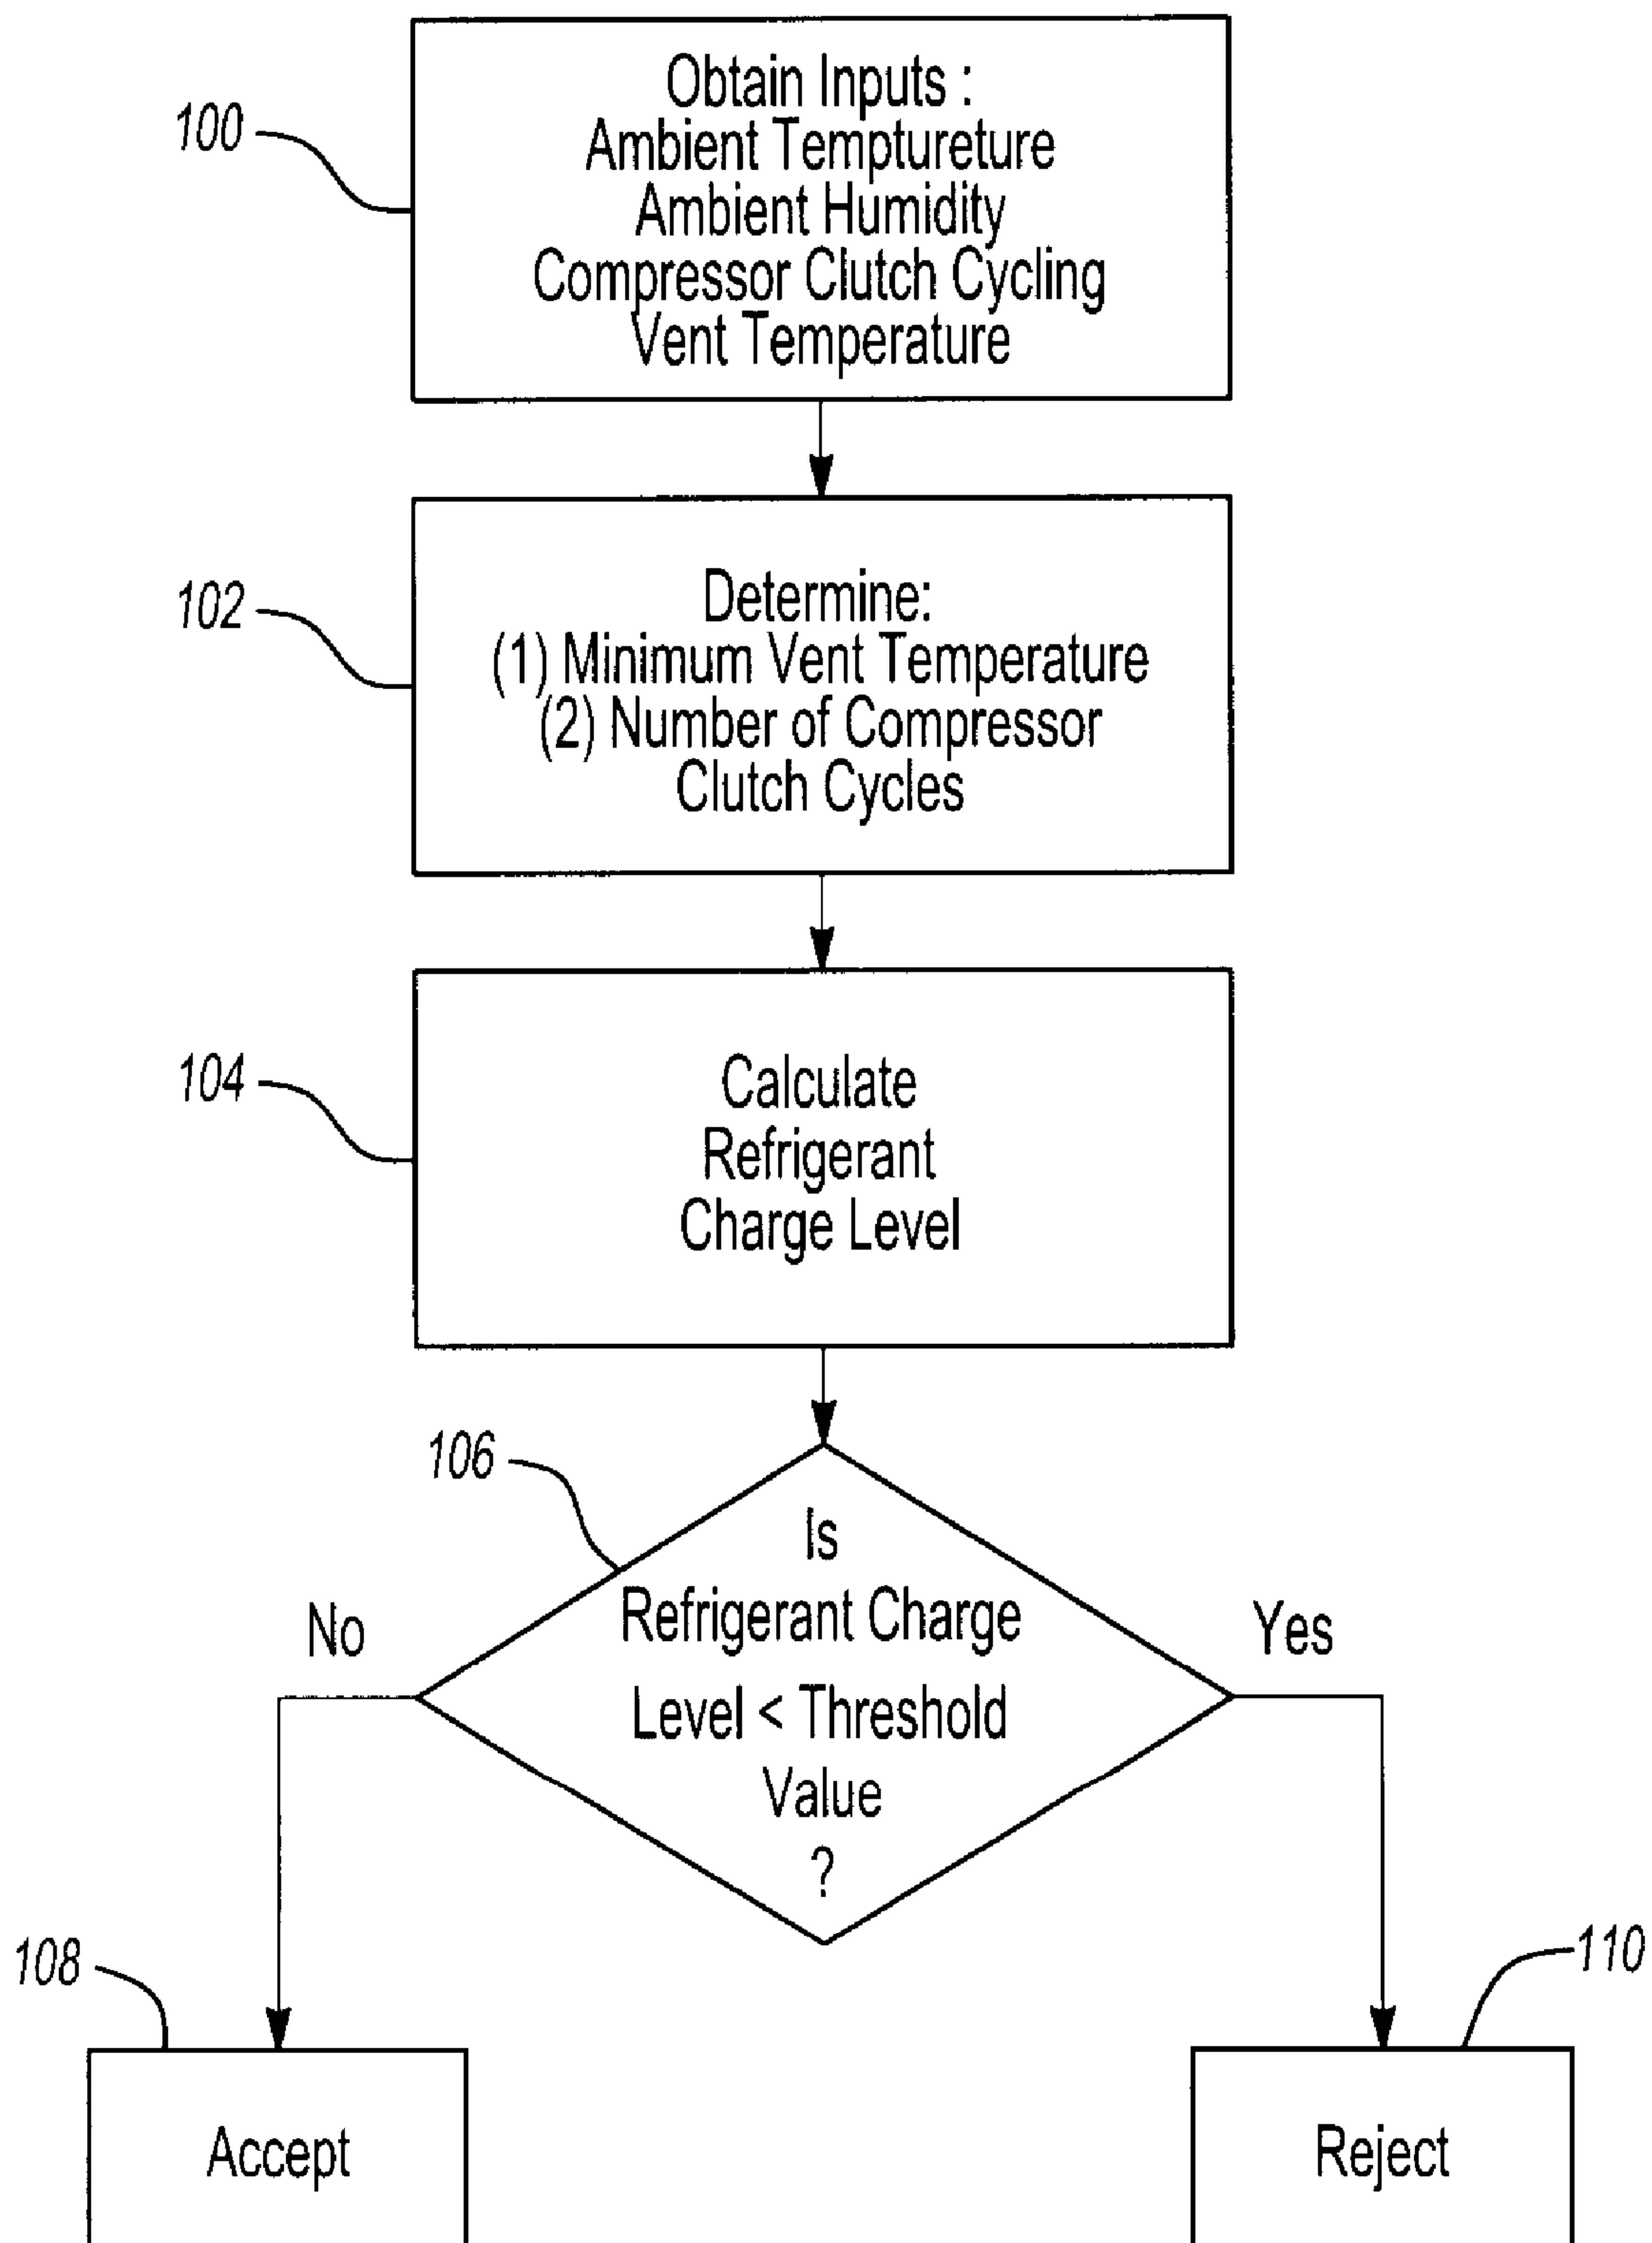 Obtain Inputs :
100
Ambient Temptureture
Ambient Humidity
Compressor Clutch Cycling
Vent Temperature
102
Determine:
(1) Minimum Vent Temperature
(2) Number of Compressor
Clutch Cycles
104
Calculate
Refrigerant
Charge Level
106
Is
Refrigerant Charge
No
Yes
Level < Threshold
Value
?
108
110
Accept
Reject